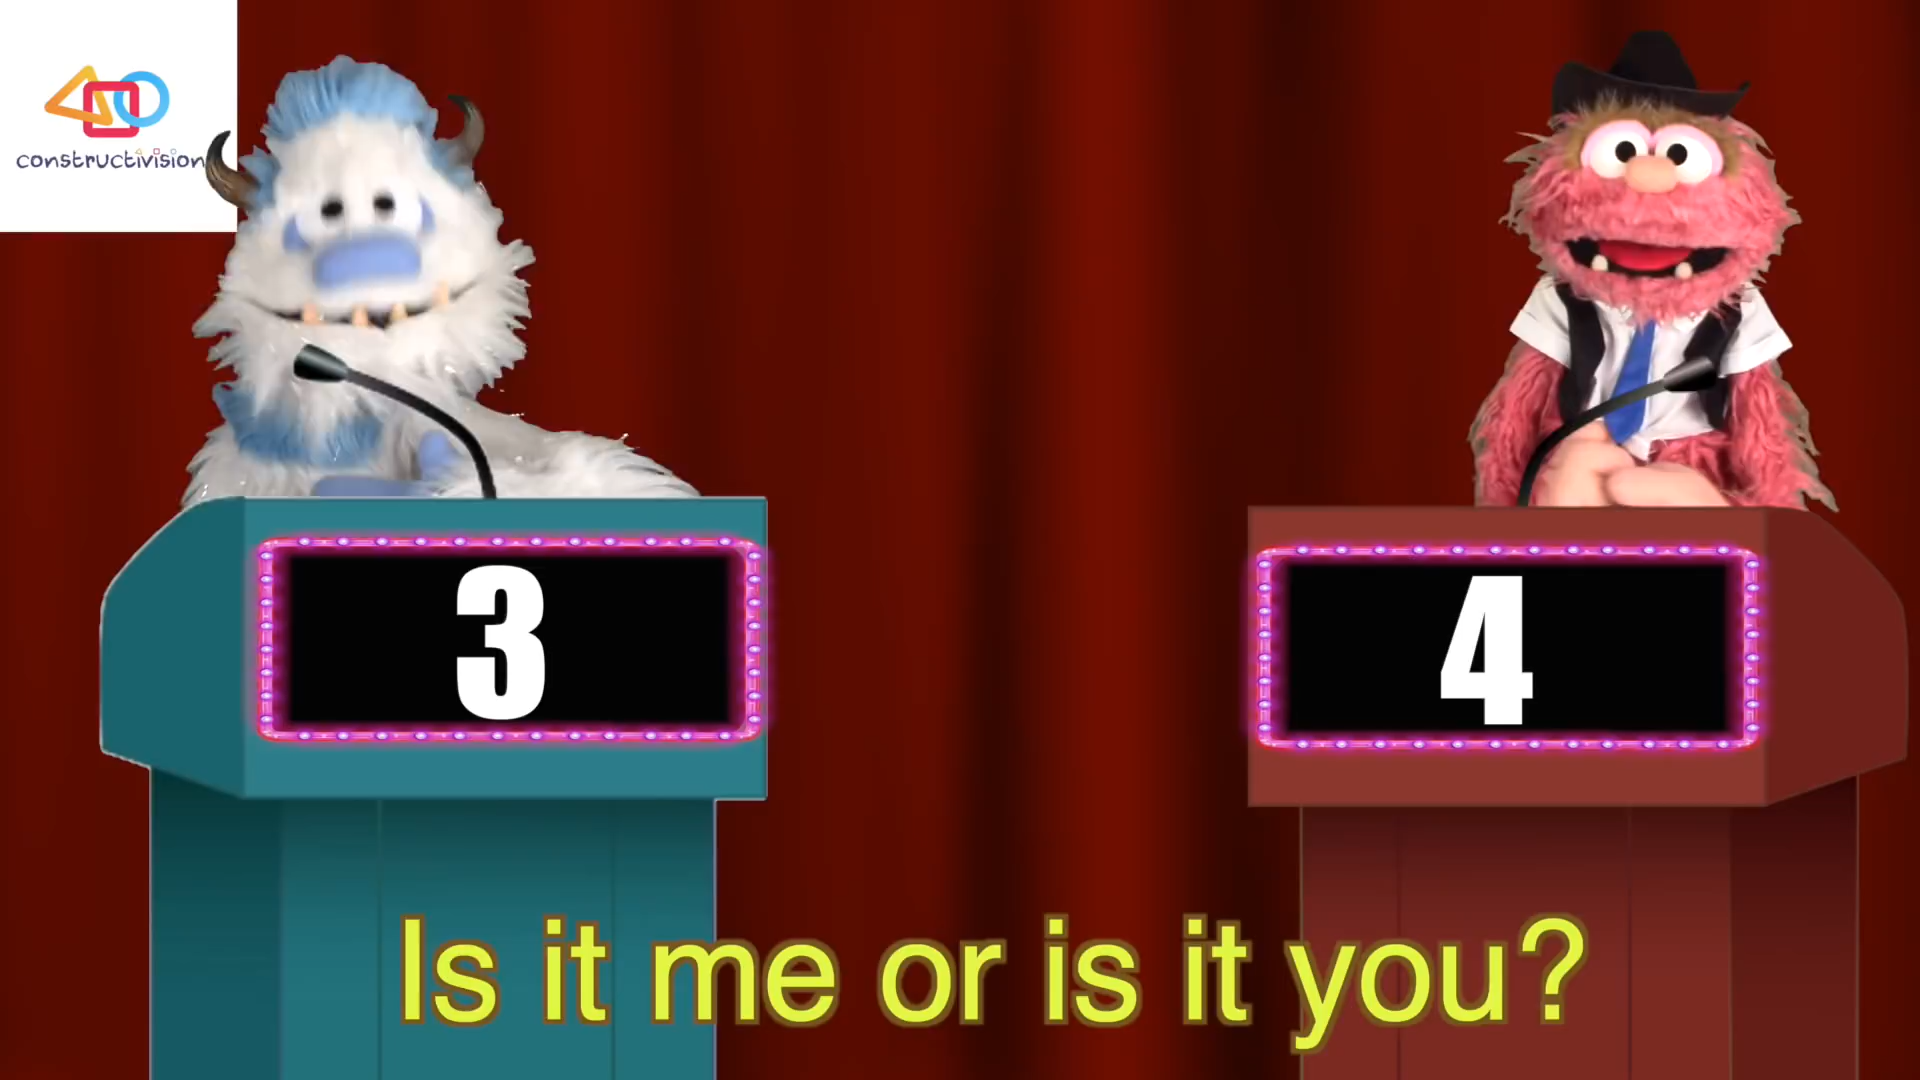 constructivision
3
4
Is it me or is it you?